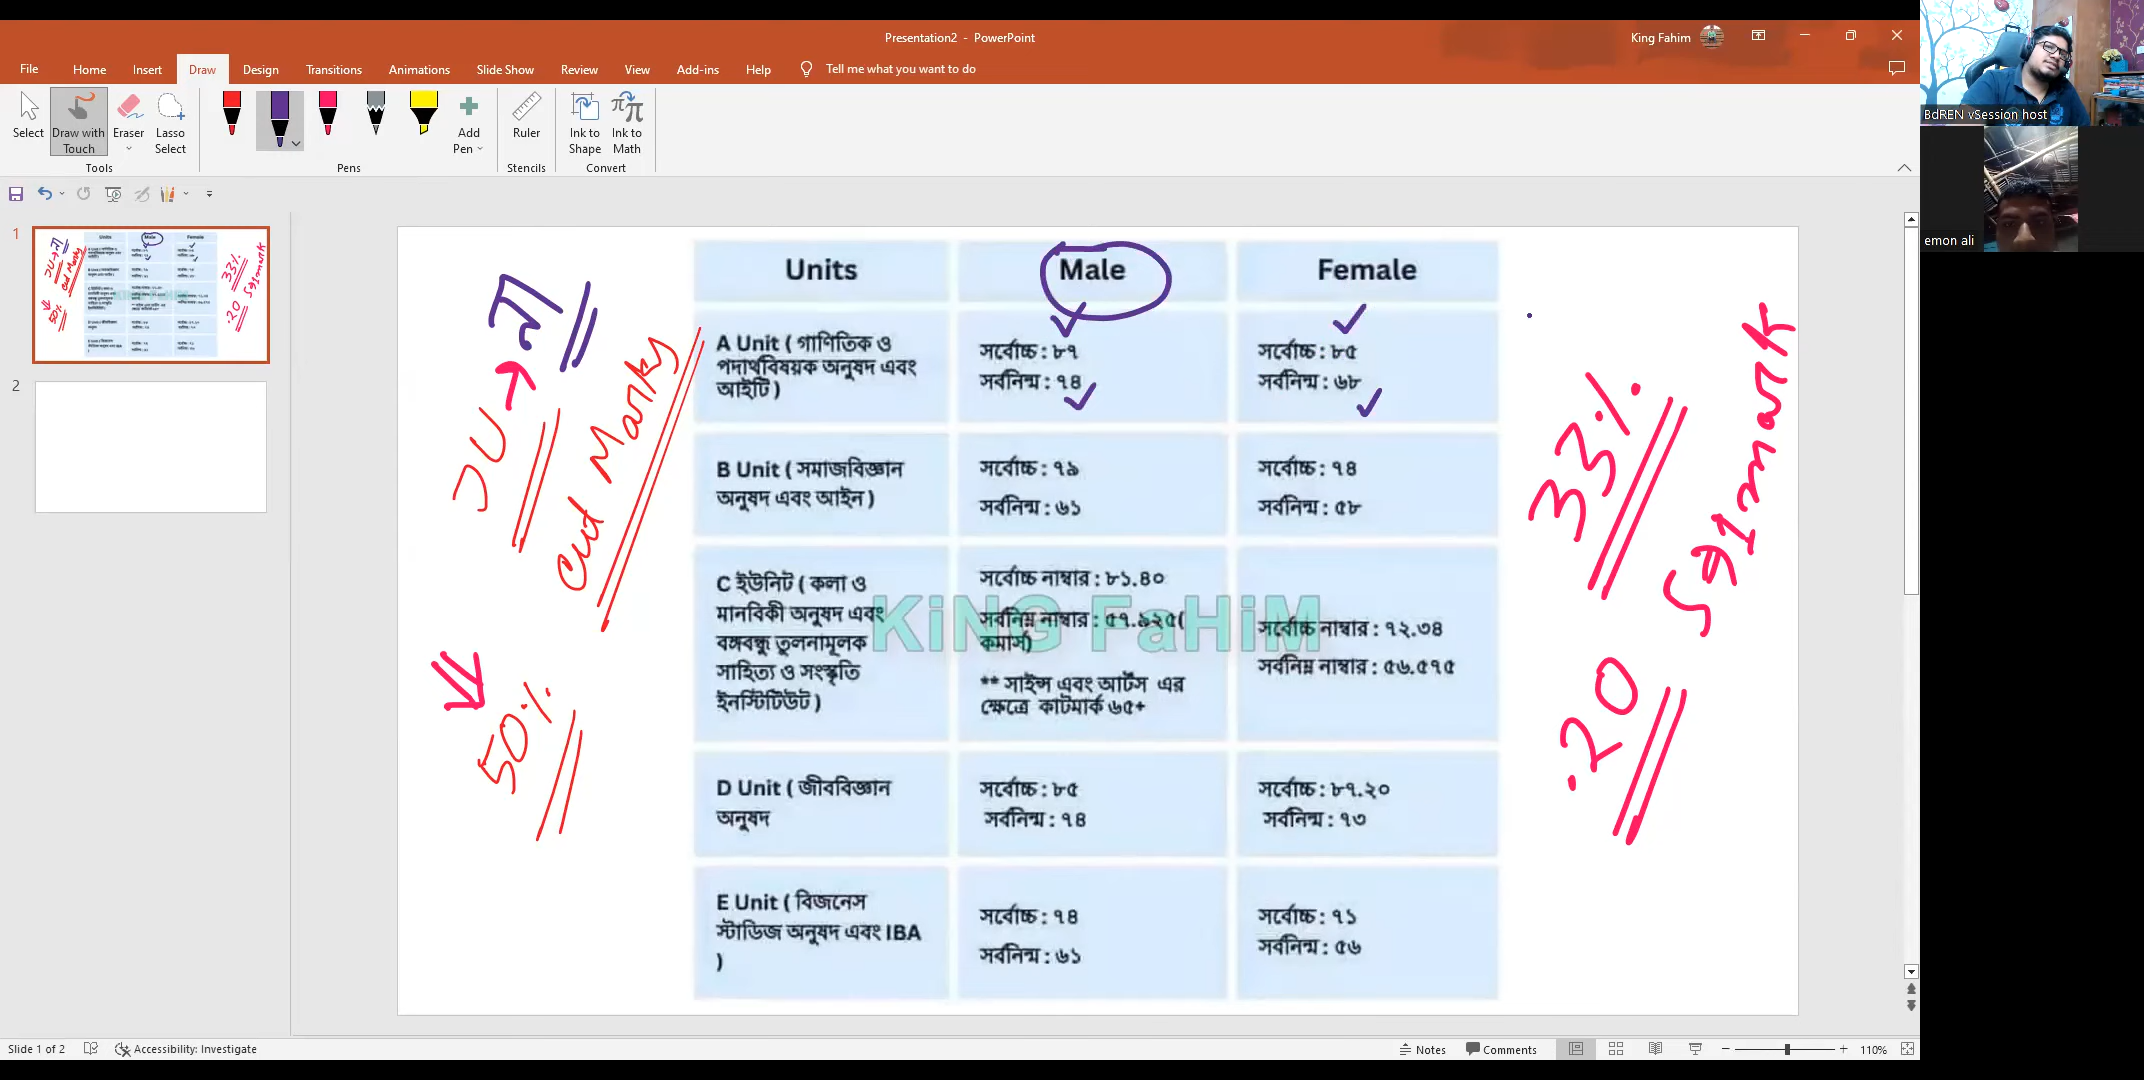 Presentation2 - PowerPoint
King Fahim
File Home Insert Draw Design Transitions Animations Slide Show Review View Add-ins Help Tell me what you want to do
Select
Draw with Touch
Eraser
Lasso Select
Add Pen
Ruler
Ink to Shape
Ink to Math
Tools
Pens
Stencils
Convert
BdREN vSession host
emon ali
1
2
Units Male Female
A Unit ( গাণিতিক ও
পদার্থবিষয়ক অনুষদ এবং
আইটি )
সর্বোচ্চ : ৮৭
সর্বনিম্ম : ৭৪
সর্বোচ্চ : ৮৫
সর্বনিম্ম : ৬৮
B Unit ( সমাজবিজ্ঞান
অনুষদ এবং আইন )
সর্বোচ্চ : ৭৯
সর্বনিম্ম : ৬১
সর্বোচ্চ : ৭৪
সর্বনিম্ম : ৫৮
C ইউনিট ( কলা ও
মানবিকী অনুষদ এবং
বঙ্গবন্ধু তুলনামূলক
সাহিত্য ও সংস্কৃতি
ইনস্টিটিউট )
সর্বোচ্চ নাম্বার : ৮১.৪০
সর্বনিম্ন নাম্বার : ৫৭.৯২৫(
কমার্স)
** সাইন্স এবং আর্টস এর
ক্ষেত্রে কাটমার্ক ৬৫+
সর্বোচ্চ নাম্বার : ৭২.৩৪
সর্বনিম্ন নাম্বার : ৫৬.৫৭৫
KiNG FaHiM
D Unit ( জীববিজ্ঞান
অনুষদ
সর্বোচ্চ : ৮৫
সর্বনিম্ম : ৭৪
সর্বোচ্চ : ৮৭.২০
সর্বনিম্ম : ৭৩
E Unit ( বিজনেস
স্টাডিজ অনুষদ এবং IBA
)
সর্বোচ্চ : ৭৪
সর্বনিম্ম : ৬১
সর্বোচ্চ : ৭১
সর্বনিম্ম : ৫৬
JU → না
cut Marks
50%
33%
.20
Slide 1 of 2
Accessibility: Investigate
Notes
Comments
110%